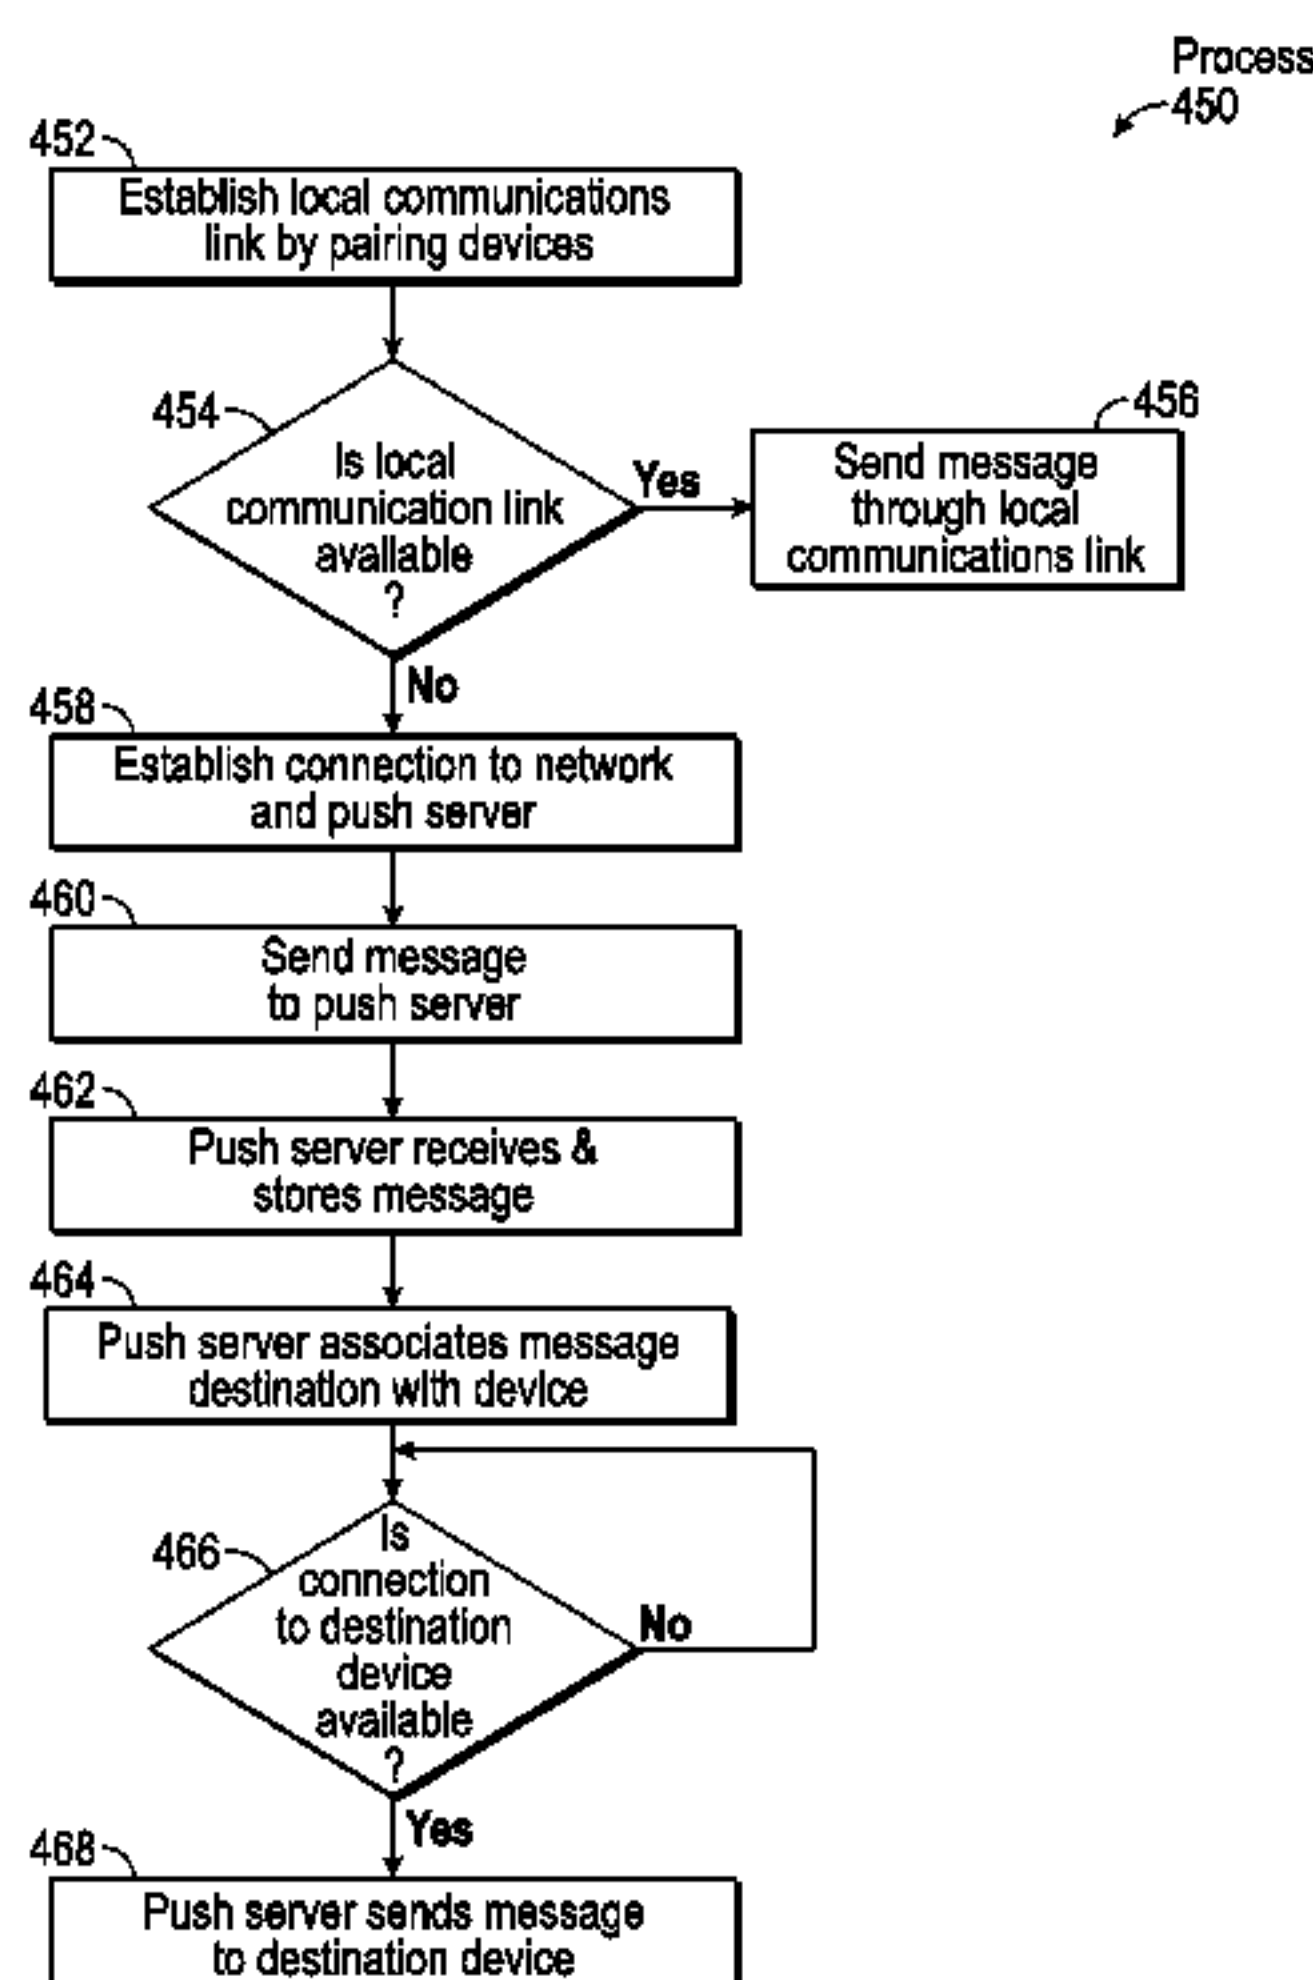 Process
450
452
Establish local communications
link by pairing devices
454
Is local
communication link
available
?
Yes
456
Send message
through local
communications link
No
458
Establish connection to network
and push server
460
Send message
to push server
462
Push server receives &
stores message
464
Push server associates message
destination with device
466
Is
connection
to destination
device
available
?
No
Yes
468
Push server sends message
to destination device